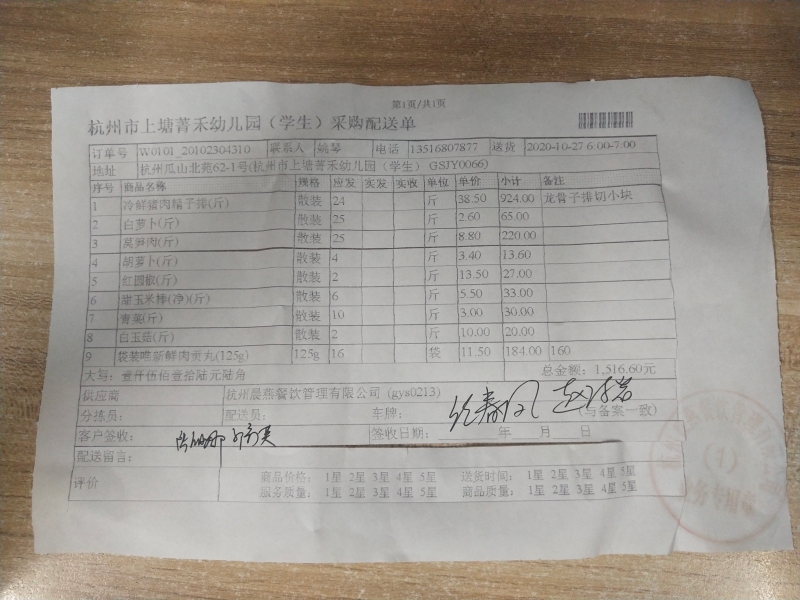 第1页/共1页
杭州市上塘菁禾幼儿园（学生）采购配送单
订单号 W0101_20102304310 联系人 姚琴 电话 13516807877 送货 2020-10-27 6:00-7:00
地址 杭州瓜山北苑62-1号(杭州市上塘菁禾幼儿园（学生） GSJY0066)
序号 商品名称 规格 应发 实发 实收 单位 单价 小计 备注
1 冷鲜猪肉精子排(斤) 散装 24 斤 38.50 924.00 龙骨子排切小块
2 白萝卜(斤) 散装 25 斤 2.60 65.00
3 莴笋肉(斤) 散装 25 斤 8.80 220.00
4 胡萝卜(斤) 散装 4 斤 3.40 13.60
5 红圆椒(斤) 散装 2 斤 13.50 27.00
6 甜玉米棒(净)(斤) 散装 6 斤 5.50 33.00
7 青菜(斤) 散装 10 斤 3.00 30.00
8 白玉菇(斤) 散装 2 斤 10.00 20.00
9 袋装唯新鲜肉贡丸(125g) 125g 16 袋 11.50 184.00 160
大写：壹仟伍佰壹拾陆元陆角 总金额：1,516.60元
供应商 杭州晨燕餐饮管理有限公司（gys0213)
分拣员： 配送员： 车牌： (与备案一致)
客户签收： 签收日期： 年 月 日
配送留言：
评价 商品价格： 1星 2星 3星 4星 5星 送货时间： 1星 2星 3星 4星 5星
服务质量： 1星 2星 3星 4星 5星 商品质量： 1星 2星 3星 4星 5星
(1)